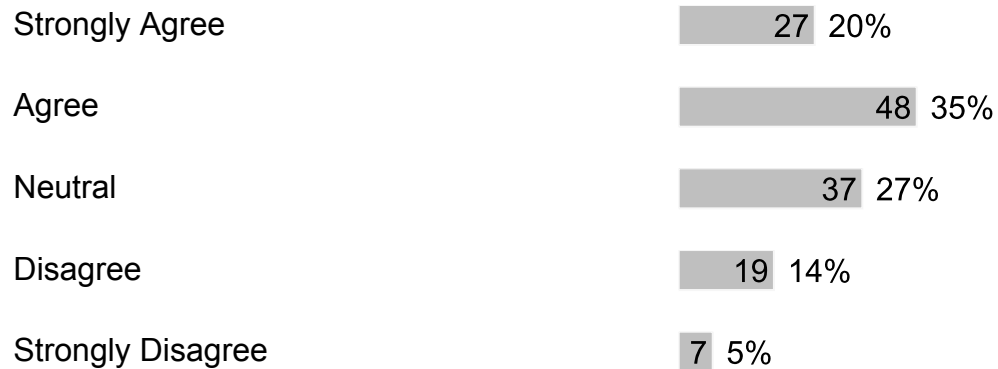 Strongly Agree 27 20%
Agree 48 35%
Neutral 37 27%
Disagree 19 14%
Strongly Disagree 7 5%